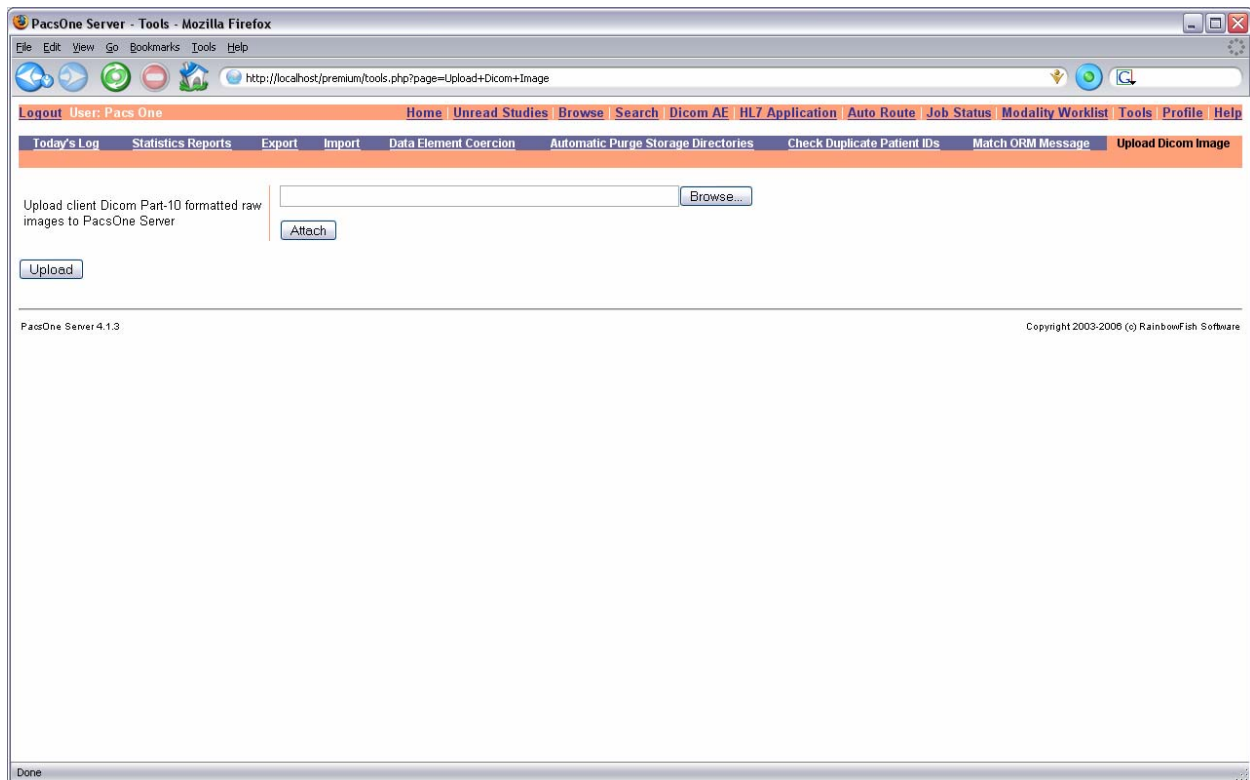 PacsOne Server - Tools - Mozilla Firefox
File Edit View Go Bookmarks Tools Help
http://localhost/premium/tools.php?page=Upload+Dicom+Image
G
Logout User: Pacs One Home Unread Studies Browse Search Dicom AE HL7 Application Auto Route Job Status Modality Worklist Tools Profile Help
Today's Log Statistics Reports Export Import Data Element Coercion Automatic Purge Storage Directories Check Duplicate Patient IDs Match ORM Message Upload Dicom Image
Upload client Dicom Part-10 formatted raw
images to PacsOne Server
Browse...
Attach
Upload
PacsOne Server 4.1.3 Copyright 2003-2006 (c) RainbowFish Software
Done